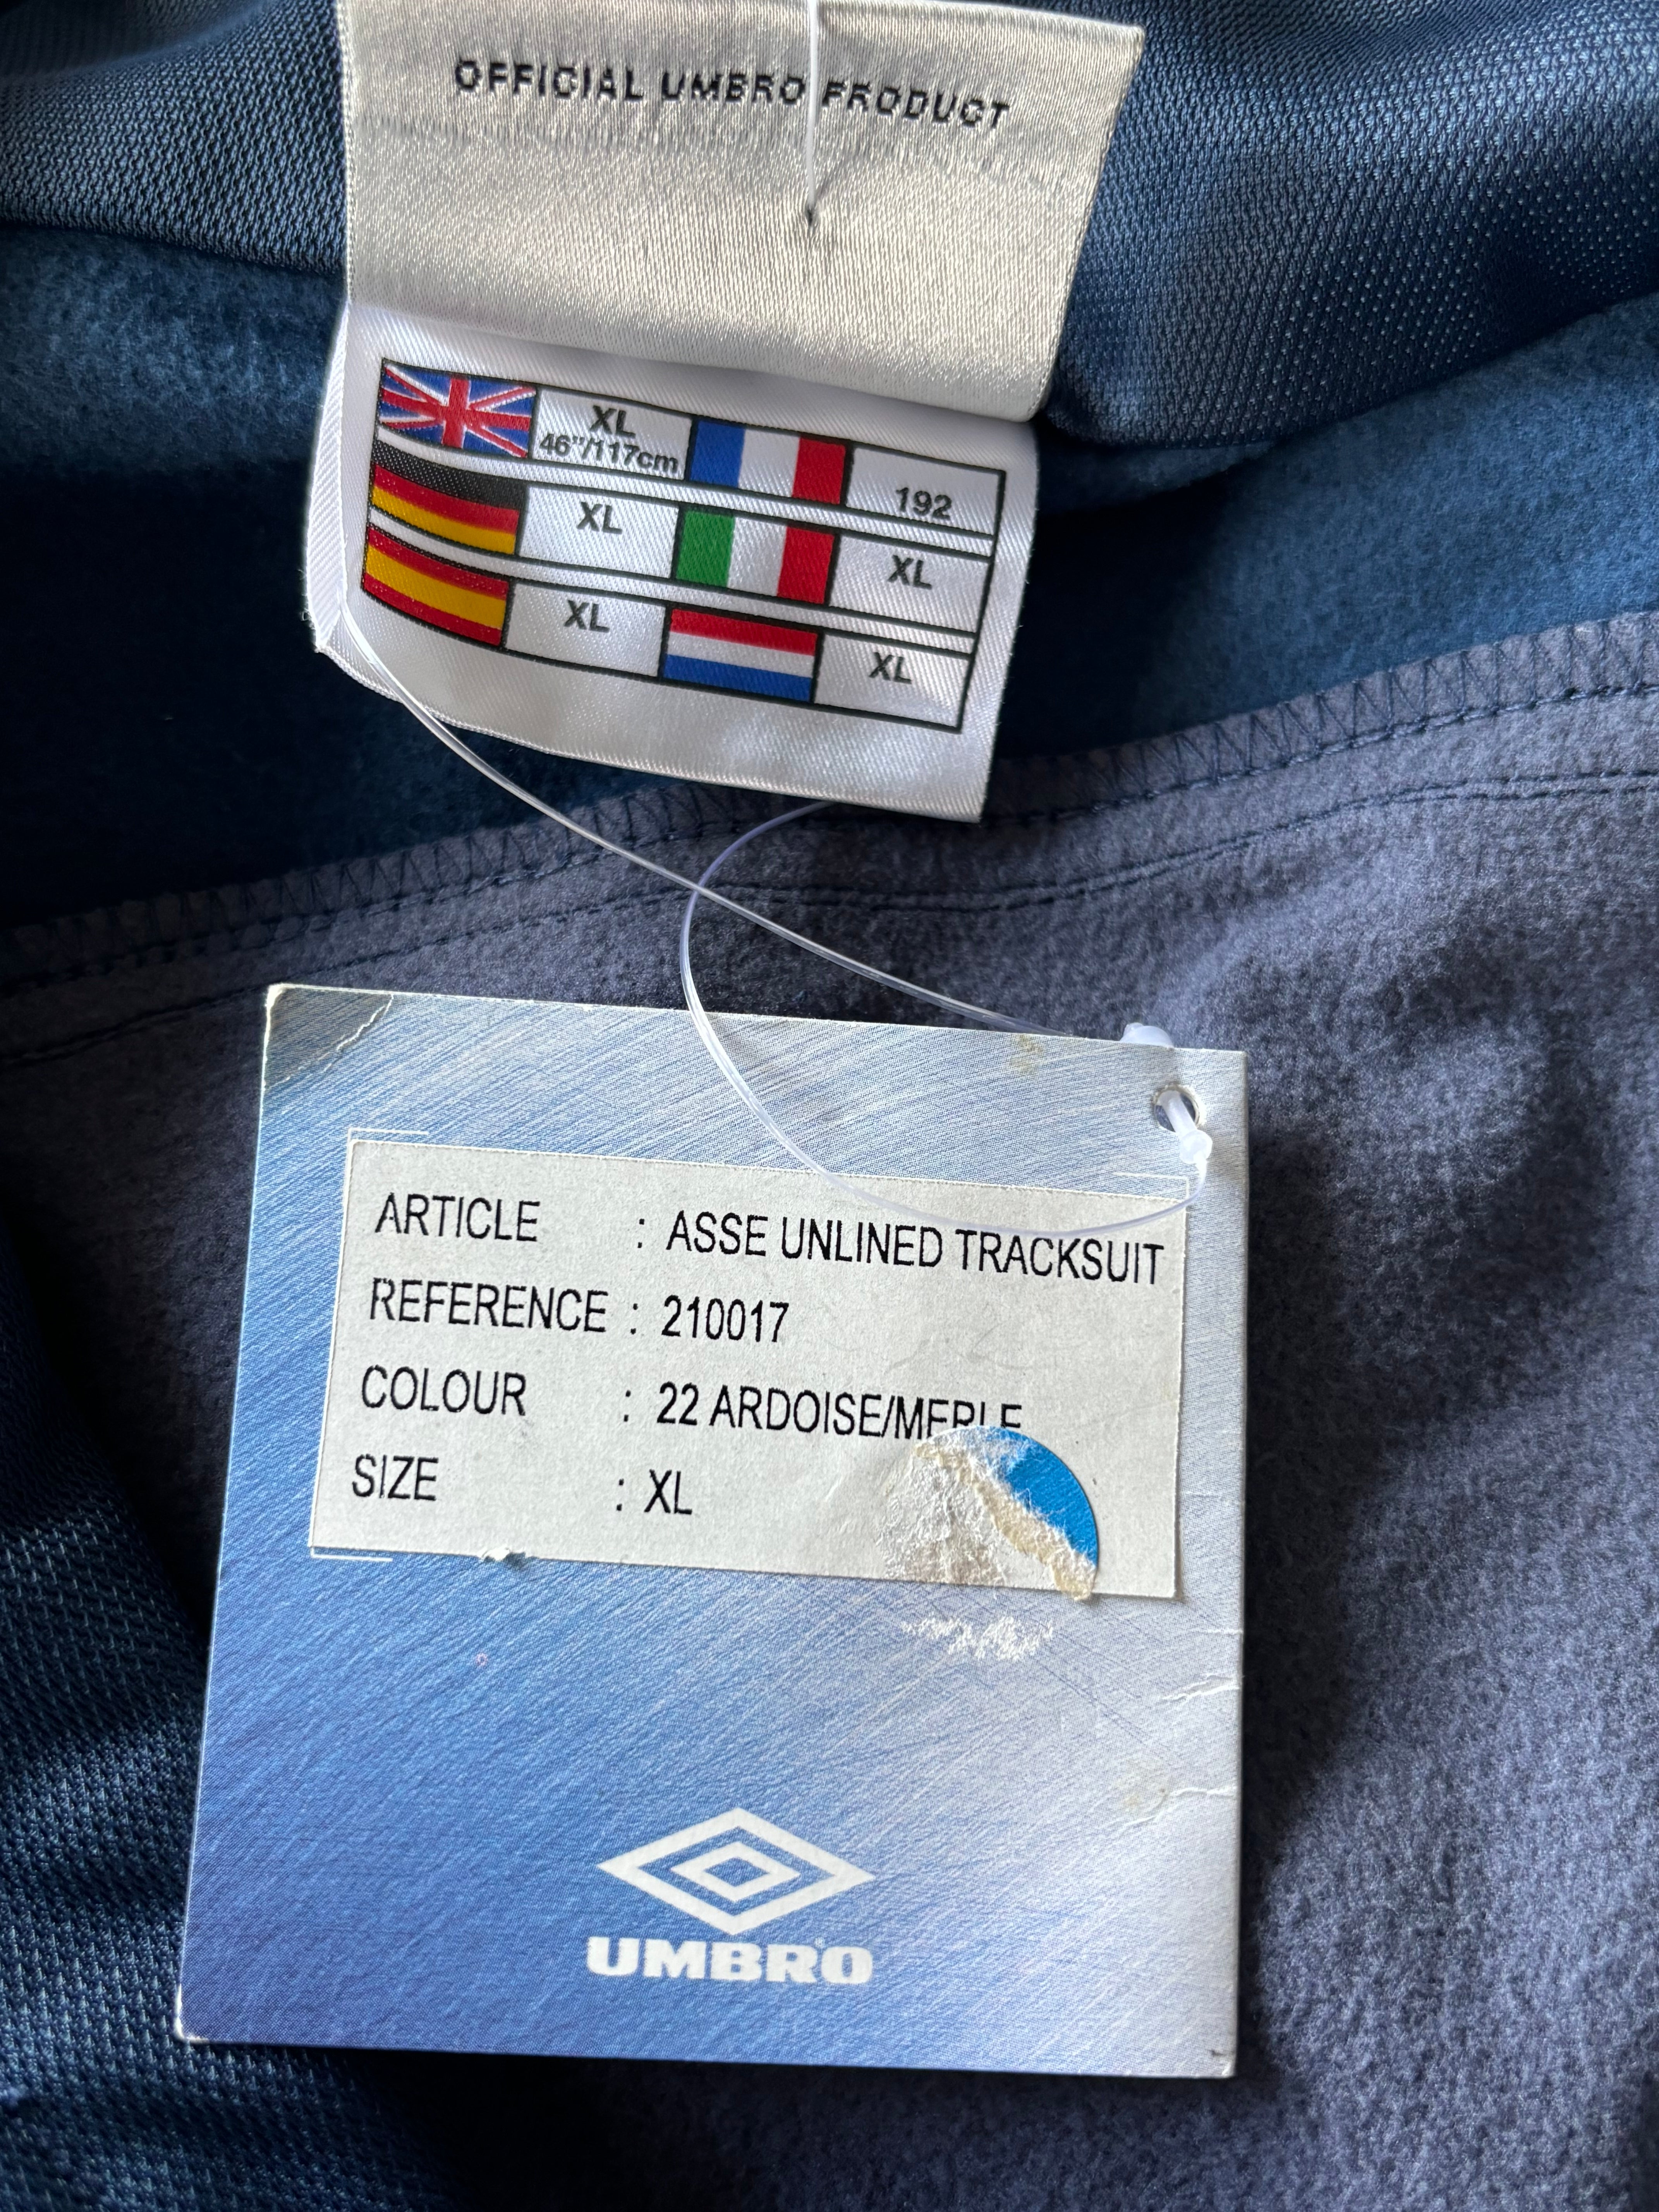 OFFICIAL UMBRO PRODUCT
XL 192
46"/117cm
XL XL
XL XL
ARTICLE : ASSE UNLINED TRACKSUIT
REFERENCE : 210017
COLOUR : 22 ARDOISE/MERLE
SIZE : XL
UMBRO